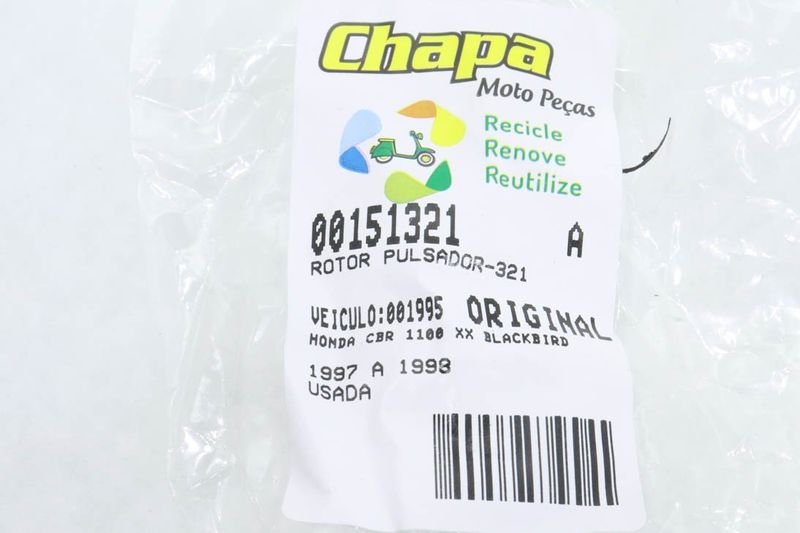 Chapa
Moto Peças
Recicle
Renove
Reutilize
00151321 A
ROTOR PULSADOR-321
VEICULO:001995 ORIGINAL
HONDA CBR 1100 XX BLACKBIRD
1997 A 1998
USADA